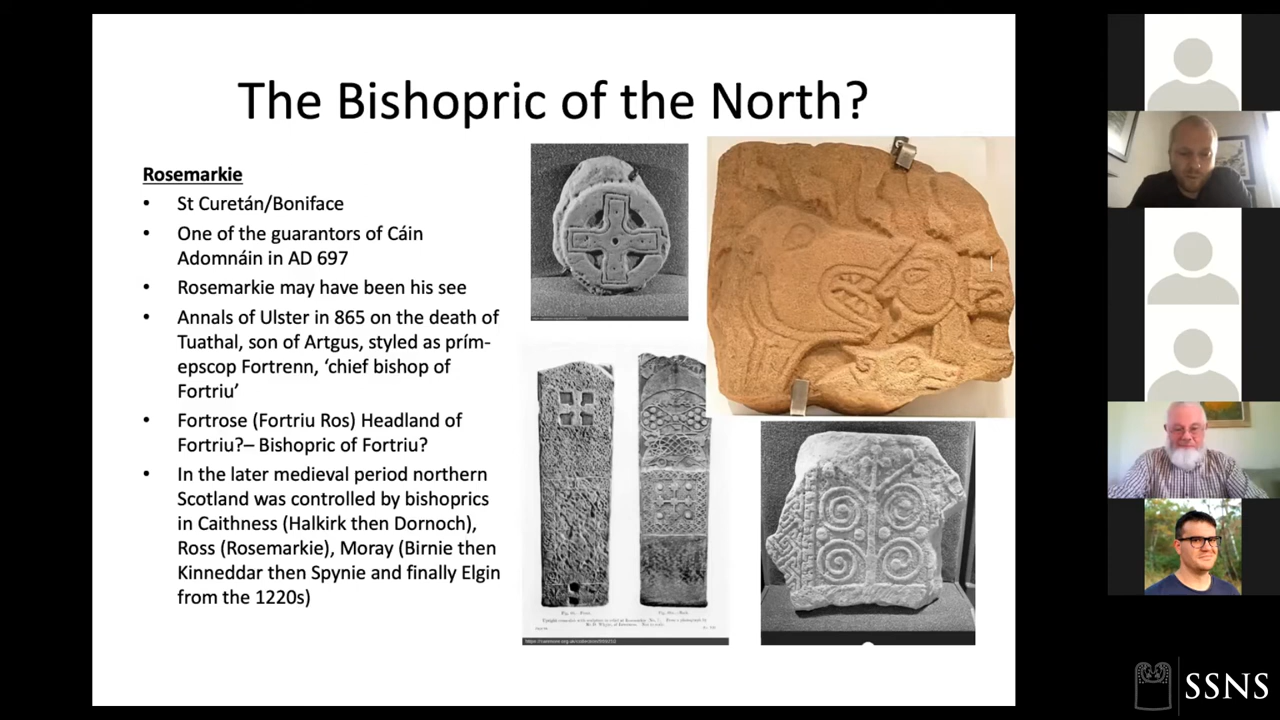 The Bishopric of the North?
Rosemarkie
• St Curetán/Boniface
• One of the guarantors of Cáin
Adomnáin in AD 697
• Rosemarkie may have been his see
• Annals of Ulster in 865 on the death of
Tuathal, son of Artgus, styled as prím-
epscop Fortrenn, ‘chief bishop of
Fortriu’
• Fortrose (Fortriu Ros) Headland of
Fortriu?– Bishopric of Fortriu?
• In the later medieval period northern
Scotland was controlled by bishoprics
in Caithness (Halkirk then Dornoch),
Ross (Rosemarkie), Moray (Birnie then
Kinneddar then Spynie and finally Elgin
from the 1220s)
SSNS